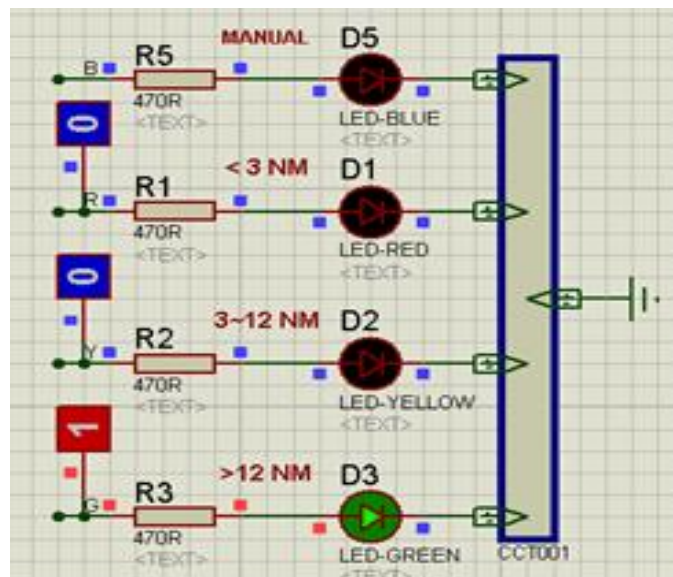 MANUAL
B
R5
D5
470R
<TEXT>
LED-BLUE
<TEXT>
0
< 3 NM
R
R1
D1
470R
<TEXT>
LED-RED
<TEXT>
0
3~12 NM
Y
R2
D2
470R
<TEXT>
LED-YELLOW
<TEXT>
1
>12 NM
G
R3
D3
470R
<TEXT>
LED-GREEN
<TEXT>
CCT001